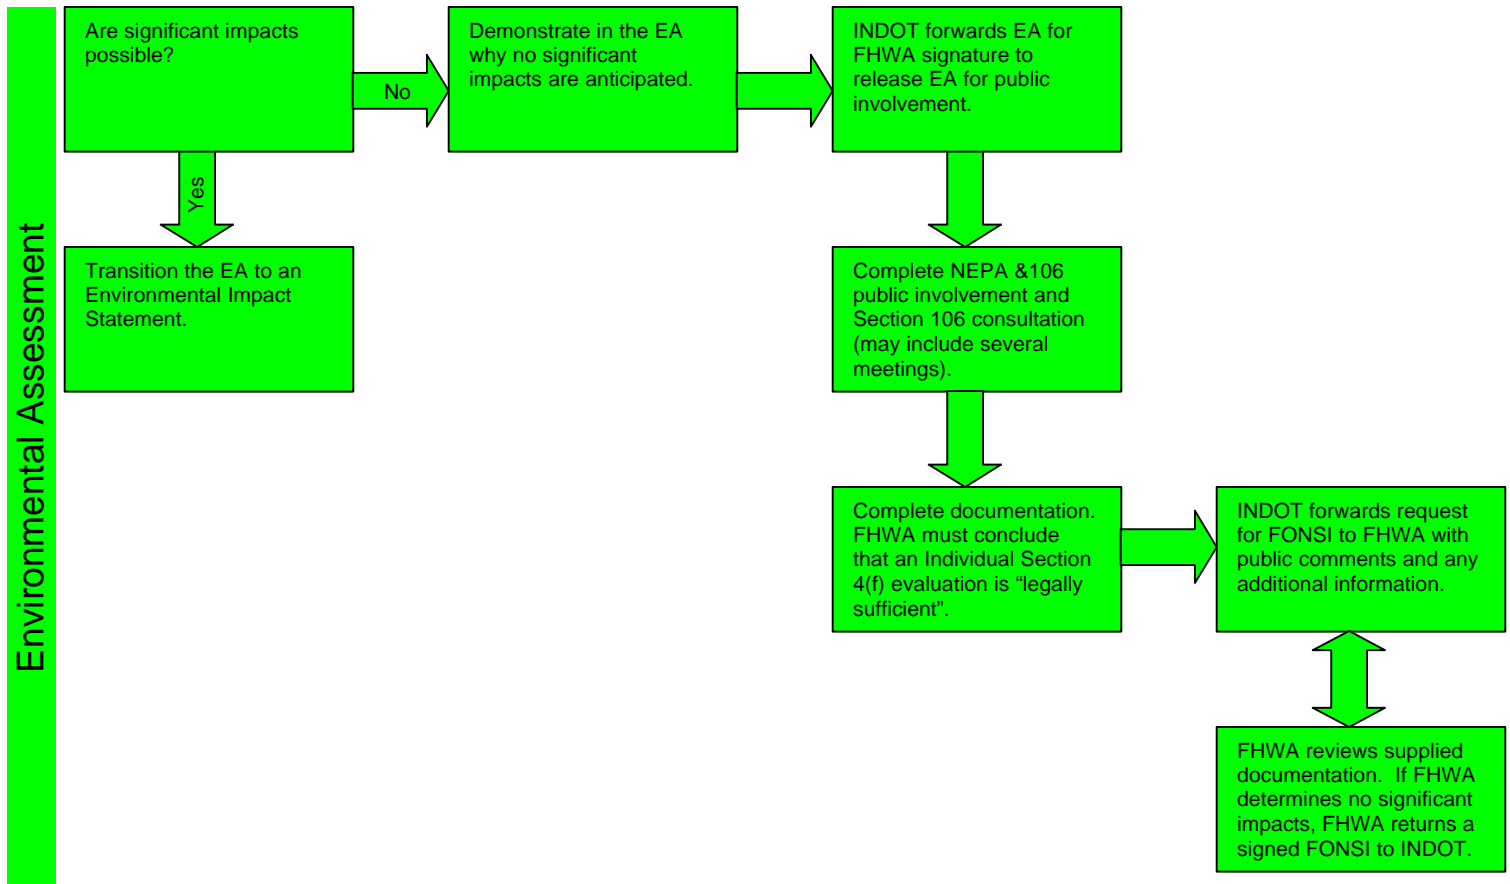 Environmental Assessment
Are significant impacts
possible?
No
Demonstrate in the EA
why no significant
impacts are anticipated.
INDOT forwards EA for
FHWA signature to
release EA for public
involvement.
Yes
Transition the EA to an
Environmental Impact
Statement.
Complete NEPA &106
public involvement and
Section 106 consultation
(may include several
meetings).
Complete documentation.
FHWA must conclude
that an Individual Section
4(f) evaluation is “legally
sufficient”.
INDOT forwards request
for FONSI to FHWA with
public comments and any
additional information.
FHWA reviews supplied
documentation.  If FHWA
determines no significant
impacts, FHWA returns a
signed FONSI to INDOT.